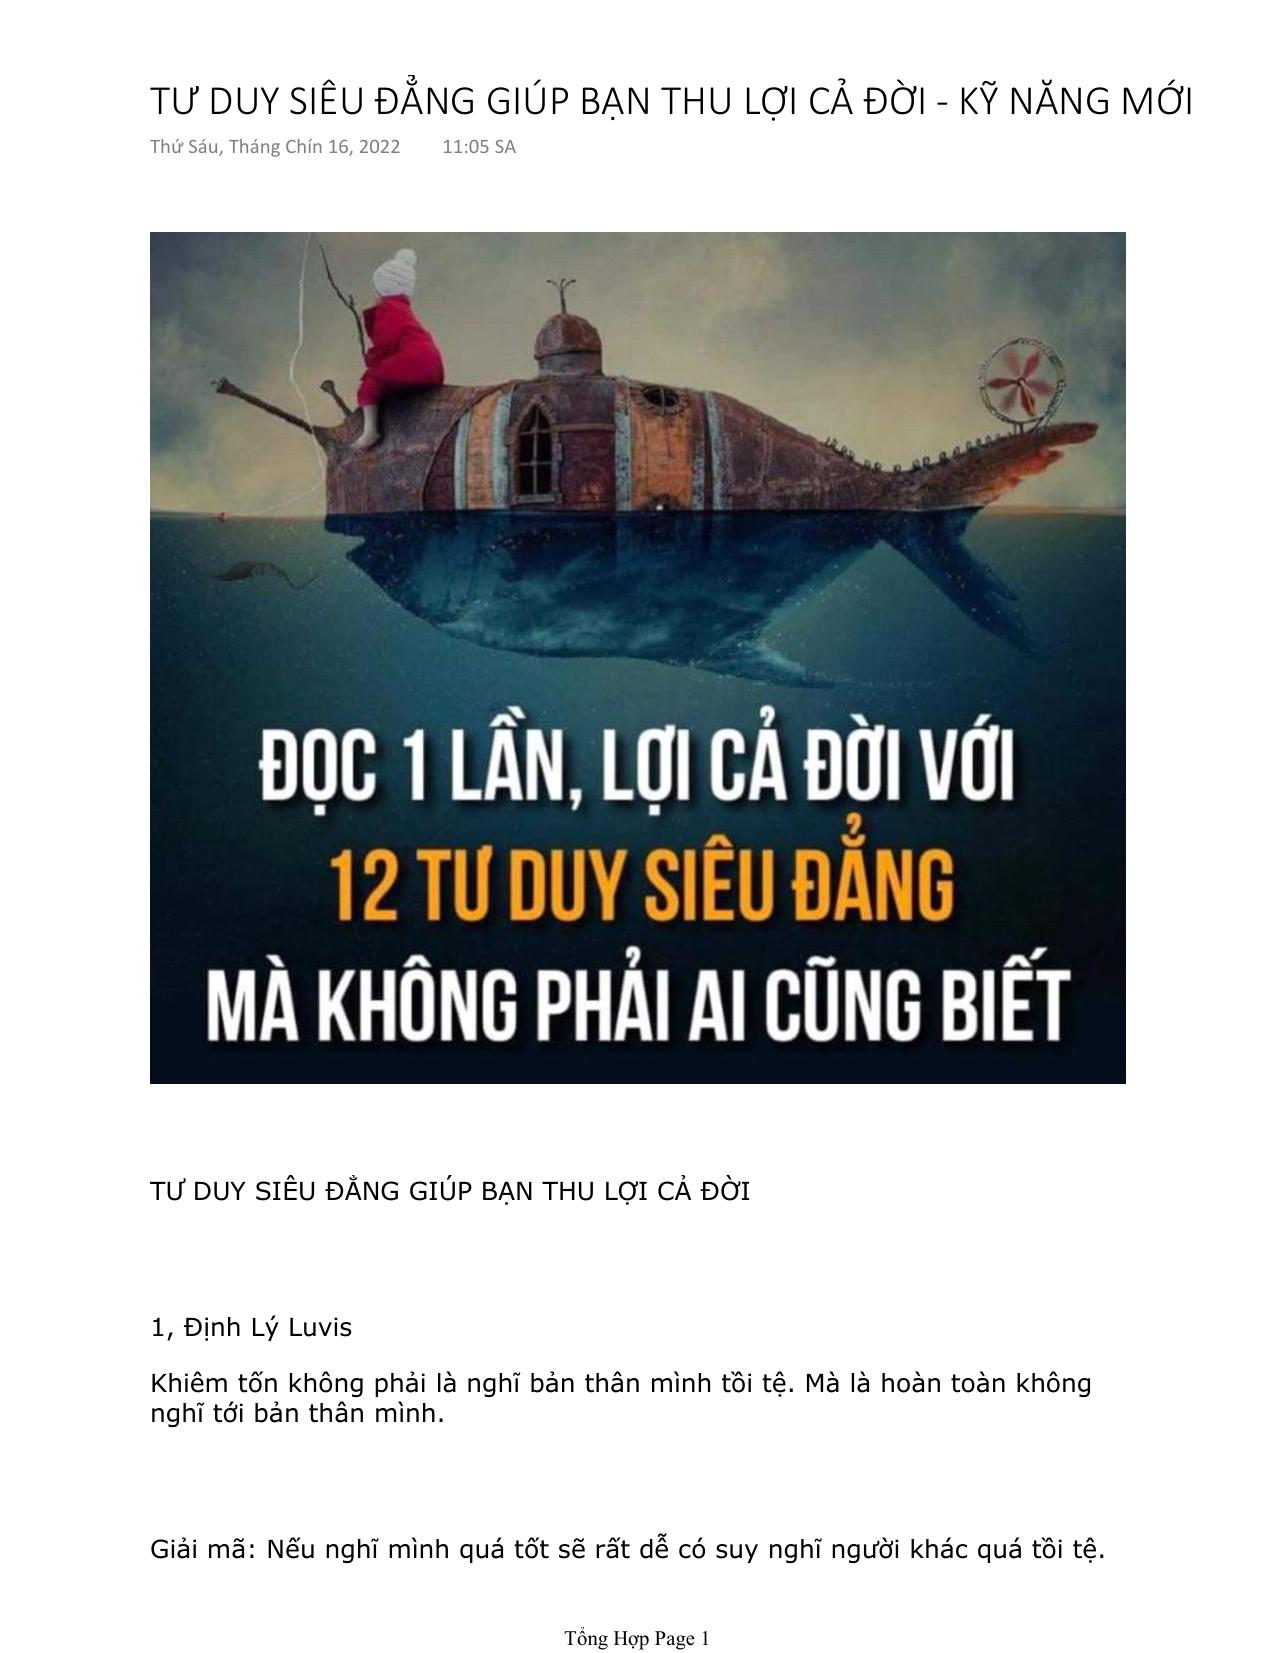 TƯ DUY SIÊU ĐẲNG GIÚP BẠN THU LỢI CẢ ĐỜI - KỸ NĂNG MỚI
Thứ Sáu, Tháng Chín 16, 2022 11:05 SA
ĐỌC 1 LẦN, LỢI CẢ ĐỜI VỚI
12 TƯ DUY SIÊU ĐẲNG
MÀ KHÔNG PHẢI AI CŨNG BIẾT
TƯ DUY SIÊU ĐẲNG GIÚP BẠN THU LỢI CẢ ĐỜI
1, Định Lý Luvis
Khiêm tốn không phải là nghĩ bản thân mình tồi tệ. Mà là hoàn toàn không
nghĩ tới bản thân mình.
Giải mã: Nếu nghĩ mình quá tốt sẽ rất dễ có suy nghĩ người khác quá tồi tệ.
Tổng Hợp Page 1